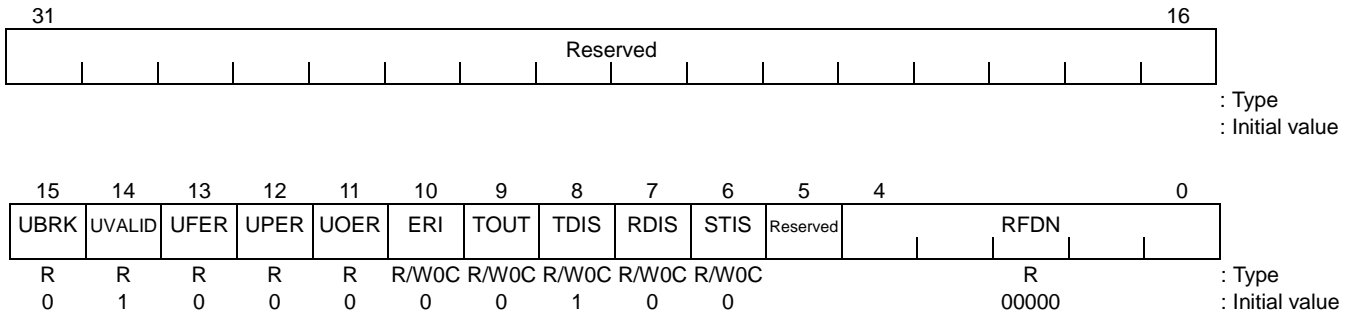 31 16
Reserved
: Type
: Initial value
15 14 13 12 11 10 9 8 7 6 5 4 0
UBRK UVALID UFER UPER UOER ERI TOUT TDIS RDIS STIS Reserved RFDN
R R R R R R/W0C R/W0C R/W0C R/W0C R/W0C R : Type
0 1 0 0 0 0 0 1 0 0 00000 : Initial value